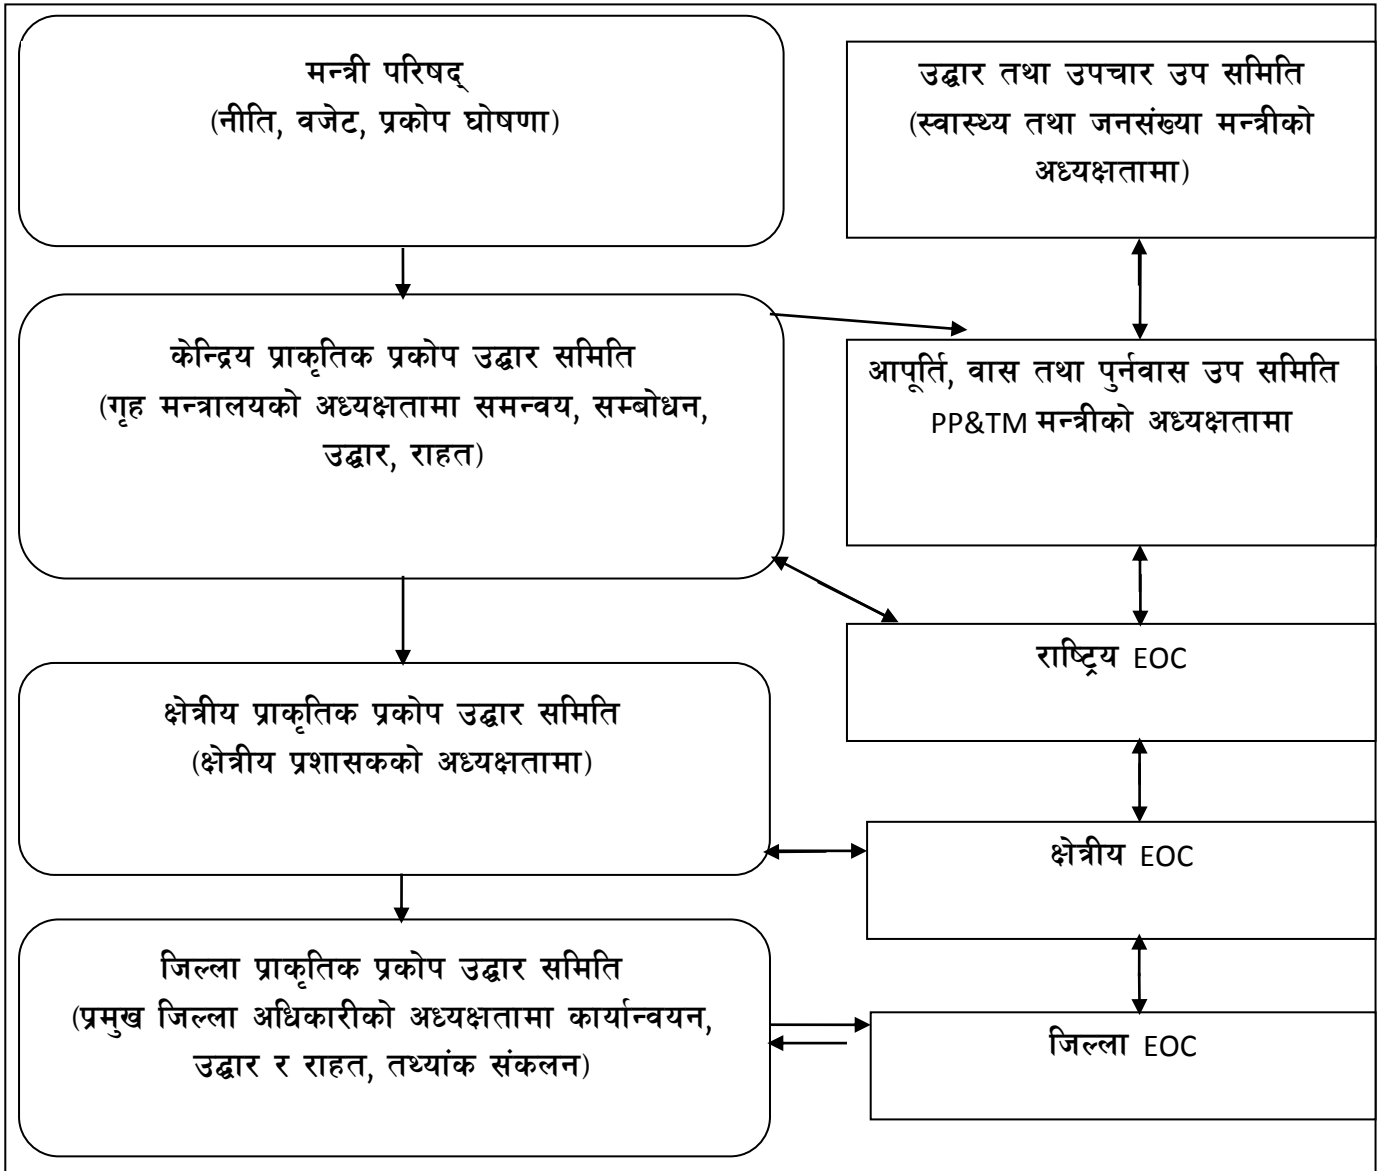 मन्त्री परिषद्
(नीति, वजेट, प्रकोप घोषणा)
उद्घार तथा उपचार उप समिति
(स्वास्थ्य तथा जनसंख्या मन्त्रीको
अध्यक्षतामा)
केन्द्रिय प्राकृतिक प्रकोप उद्घार समिति
(गृह मन्त्रालयको अध्यक्षतामा समन्वय, सम्बोधन,
उद्घार, राहत)
आपूर्ति, वास तथा पुर्नवास उप समिति
PP&TM मन्त्रीको अध्यक्षतामा
राष्ट्रिय EOC
क्षेत्रीय प्राकृतिक प्रकोप उद्घार समिति
(क्षेत्रीय प्रशासकको अध्यक्षतामा)
क्षेत्रीय EOC
जिल्ला प्राकृतिक प्रकोप उद्घार समिति
(प्रमुख जिल्ला अधिकारीको अध्यक्षतामा कार्यान्वयन,
उद्घार र राहत, तथ्यांक संकलन)
जिल्ला EOC